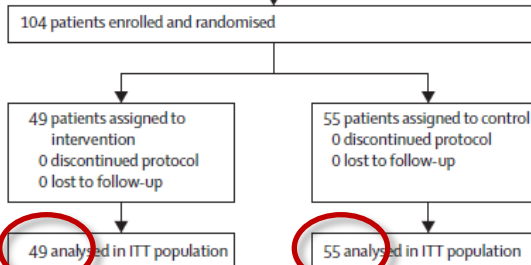 104 patients enrolled and randomised
49 patients assigned to
intervention
0 discontinued protocol
0 lost to follow-up
55 patients assigned to control
0 discontinued protocol
0 lost to follow-up
49 analysed in ITT population
55 analysed in ITT population